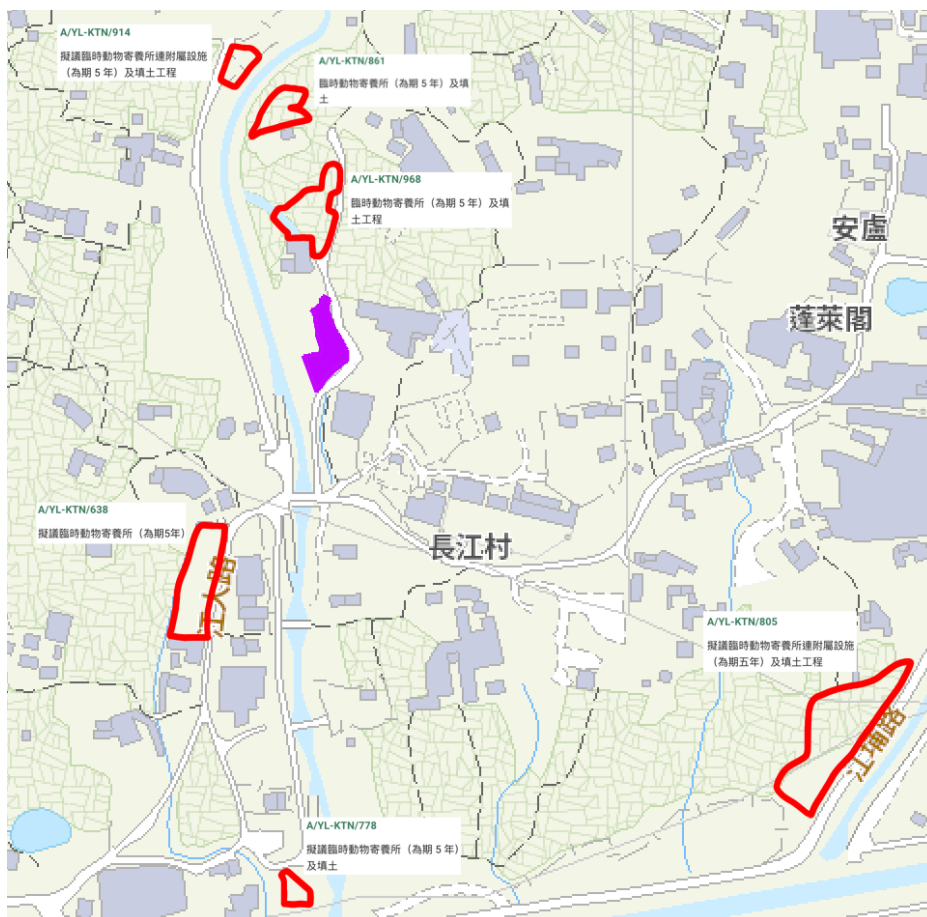 A/YL-KTN/914
擬議臨時動物寄養所連附屬設施
（為期 5 年）及填土工程
A/YL-KTN/861
臨時動物寄養所（為期 5 年）及填
土
A/YL-KTN/968
臨時動物寄養所（為期 5 年）及填
土工程
安盧
蓬萊閣
A/YL-KTN/638
擬議臨時動物寄養所（為期5年）
長江村
江大路
A/YL-KTN/805
擬議臨時動物寄養所連附屬設施
（為期五年）及填土工程
A/YL-KTN/778
擬議臨時動物寄養所（為期 5 年）
及填土